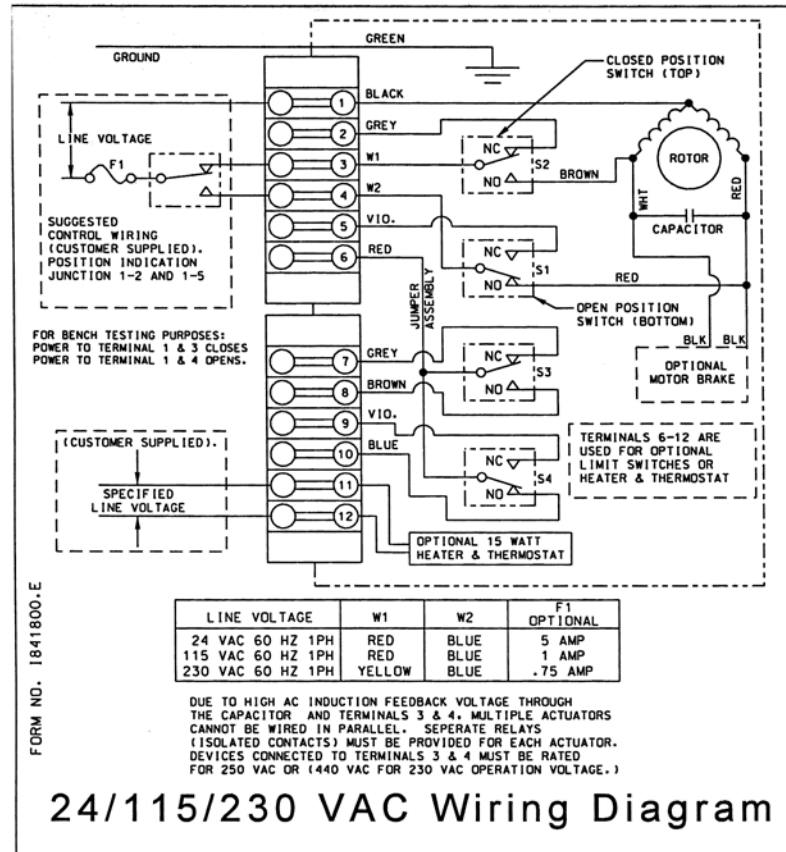 GREEN
GROUND
CLOSED POSITION
SWITCH (TOP)
1
BLACK
2
GREY
LINE VOLTAGE
F1
3
W1
NC
S2
NO
BROWN
ROTOR
4
W2
WHT
RED
CAPACITOR
SUGGESTED
CONTROL WIRING
(CUSTOMER SUPPLIED).
POSITION INDICATION
JUNCTION 1-2 AND 1-5
5
VIO.
6
RED
NC
S1
NO
RED
JUMPER
ASSEMBLY
OPEN POSITION
SWITCH (BOTTOM)
FOR BENCH TESTING PURPOSES:
POWER TO TERMINAL 1 & 3 CLOSES
POWER TO TERMINAL 1 & 4 OPENS.
BLK
BLK
OPTIONAL
MOTOR BRAKE
7
GREY
NC
S3
NO
8
BROWN
9
VIO.
10
BLUE
NC
S4
NO
TERMINALS 6-12 ARE
USED FOR OPTIONAL
LIMIT SWITCHES OR
HEATER & THERMOSTAT
(CUSTOMER SUPPLIED).
SPECIFIED
LINE VOLTAGE
11
12
OPTIONAL 15 WATT
HEATER & THERMOSTAT
FORM NO. 1841800.E
LINE VOLTAGE W1 W2 F1 OPTIONAL
24 VAC 60 HZ 1PH RED BLUE 5 AMP
115 VAC 60 HZ 1PH RED BLUE 1 AMP
230 VAC 60 HZ 1PH YELLOW BLUE .75 AMP
DUE TO HIGH AC INDUCTION FEEDBACK VOLTAGE THROUGH
THE CAPACITOR AND TERMINALS 3 & 4. MULTIPLE ACTUATORS
CANNOT BE WIRED IN PARALLEL. SEPERATE RELAYS
(ISOLATED CONTACTS) MUST BE PROVIDED FOR EACH ACTUATOR.
DEVICES CONNECTED TO TERMINALS 3 & 4 MUST BE RATED
FOR 250 VAC OR (440 VAC FOR 230 VAC OPERATION VOLTAGE.)
24/115/230 VAC Wiring Diagram